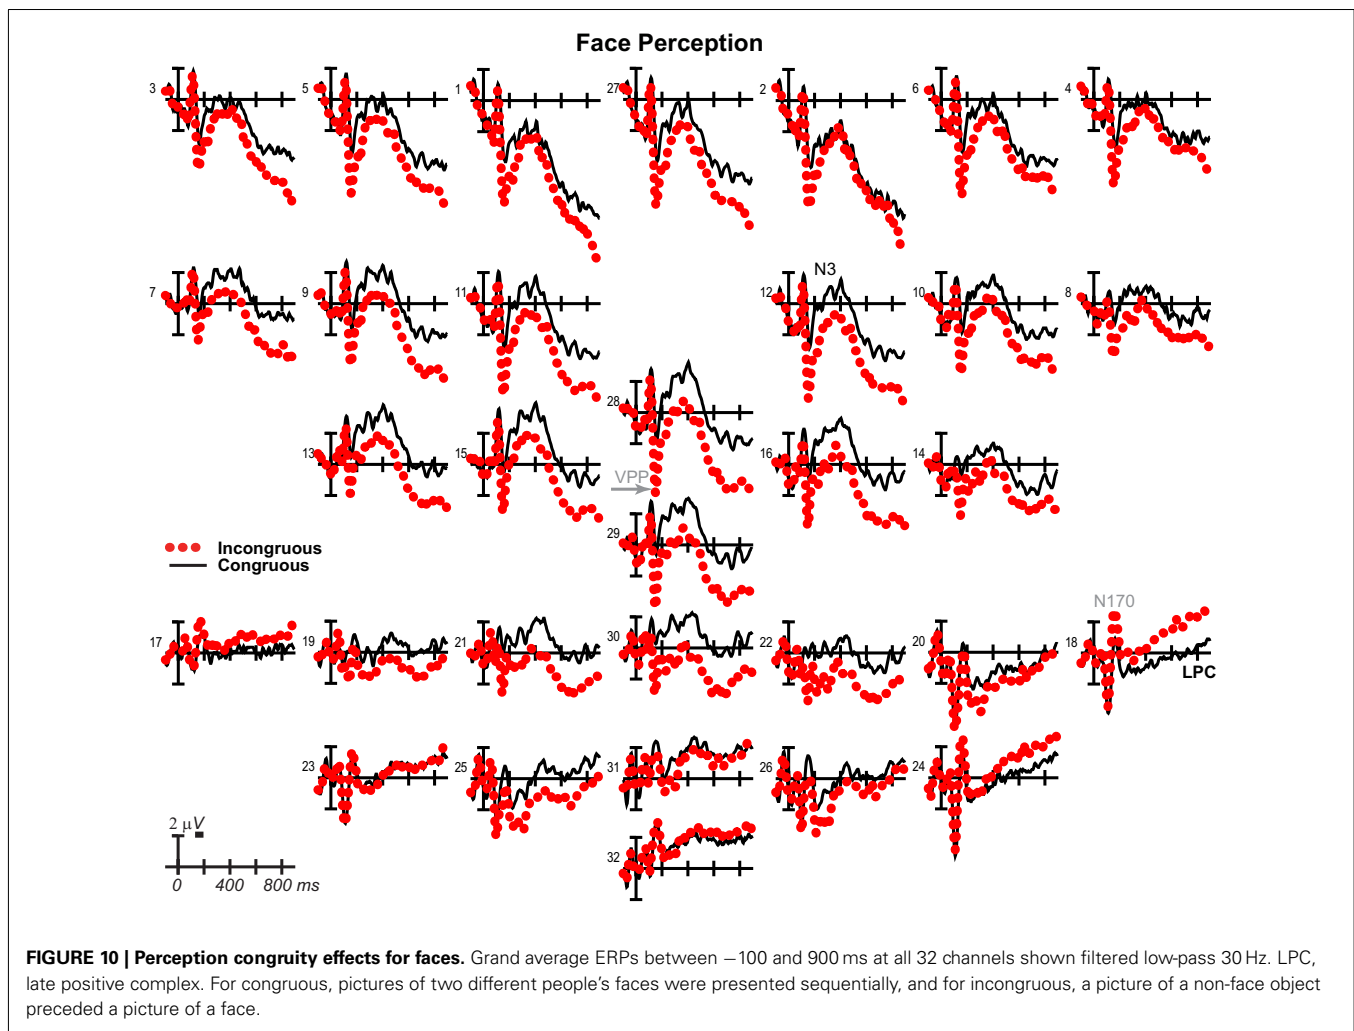 Face Perception
3 5 1 27 2 6 4
N3
7 9 11 12 10 8
28
13 15 16 14
VPP
29
Incongruous
Congruous
N170
17 19 21 30 22 20 18
LPC
23 25 31 26 24
2 μV
32
0 400 800 ms
FIGURE 10 | Perception congruity effects for faces. Grand average ERPs between −100 and 900 ms at all 32 channels shown filtered low-pass 30 Hz. LPC,
late positive complex. For congruous, pictures of two different people's faces were presented sequentially, and for incongruous, a picture of a non-face object
preceded a picture of a face.